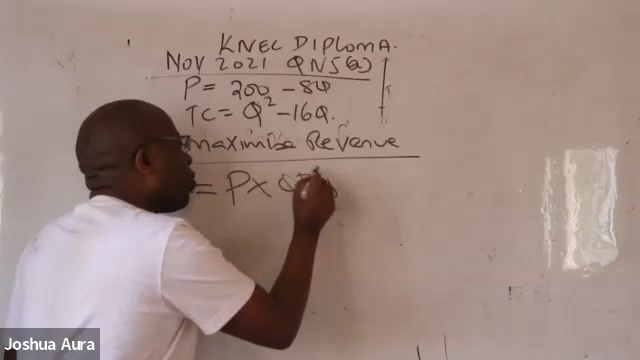 KNEC DIPLOMA.
NOV 2021 QNS(a)
P = 200 - 8Q
TC = Q² - 16Q.
maximise Revenue
= P x
Joshua Aura